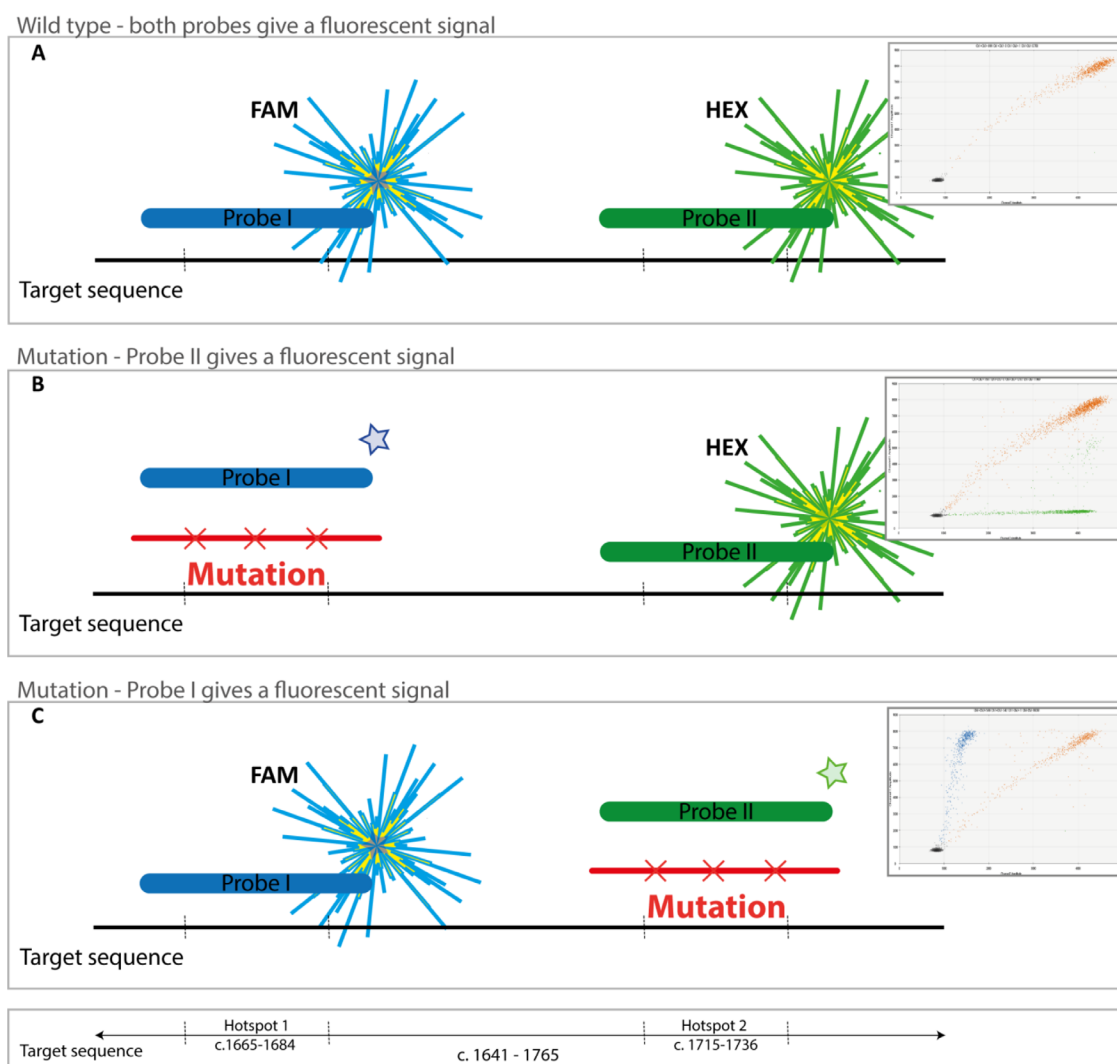 Wild type - both probes give a fluorescent signal
A
FAM
HEX
Probe I
Probe II
Target sequence
Mutation - Probe II gives a fluorescent signal
B
HEX
Probe I
Probe II
Mutation
Target sequence
Mutation - Probe I gives a fluorescent signal
C
FAM
Probe II
Probe I
Mutation
Target sequence
Hotspot 1
Hotspot 2
c.1665-1684
c. 1715-1736
Target sequence
c. 1641 - 1765